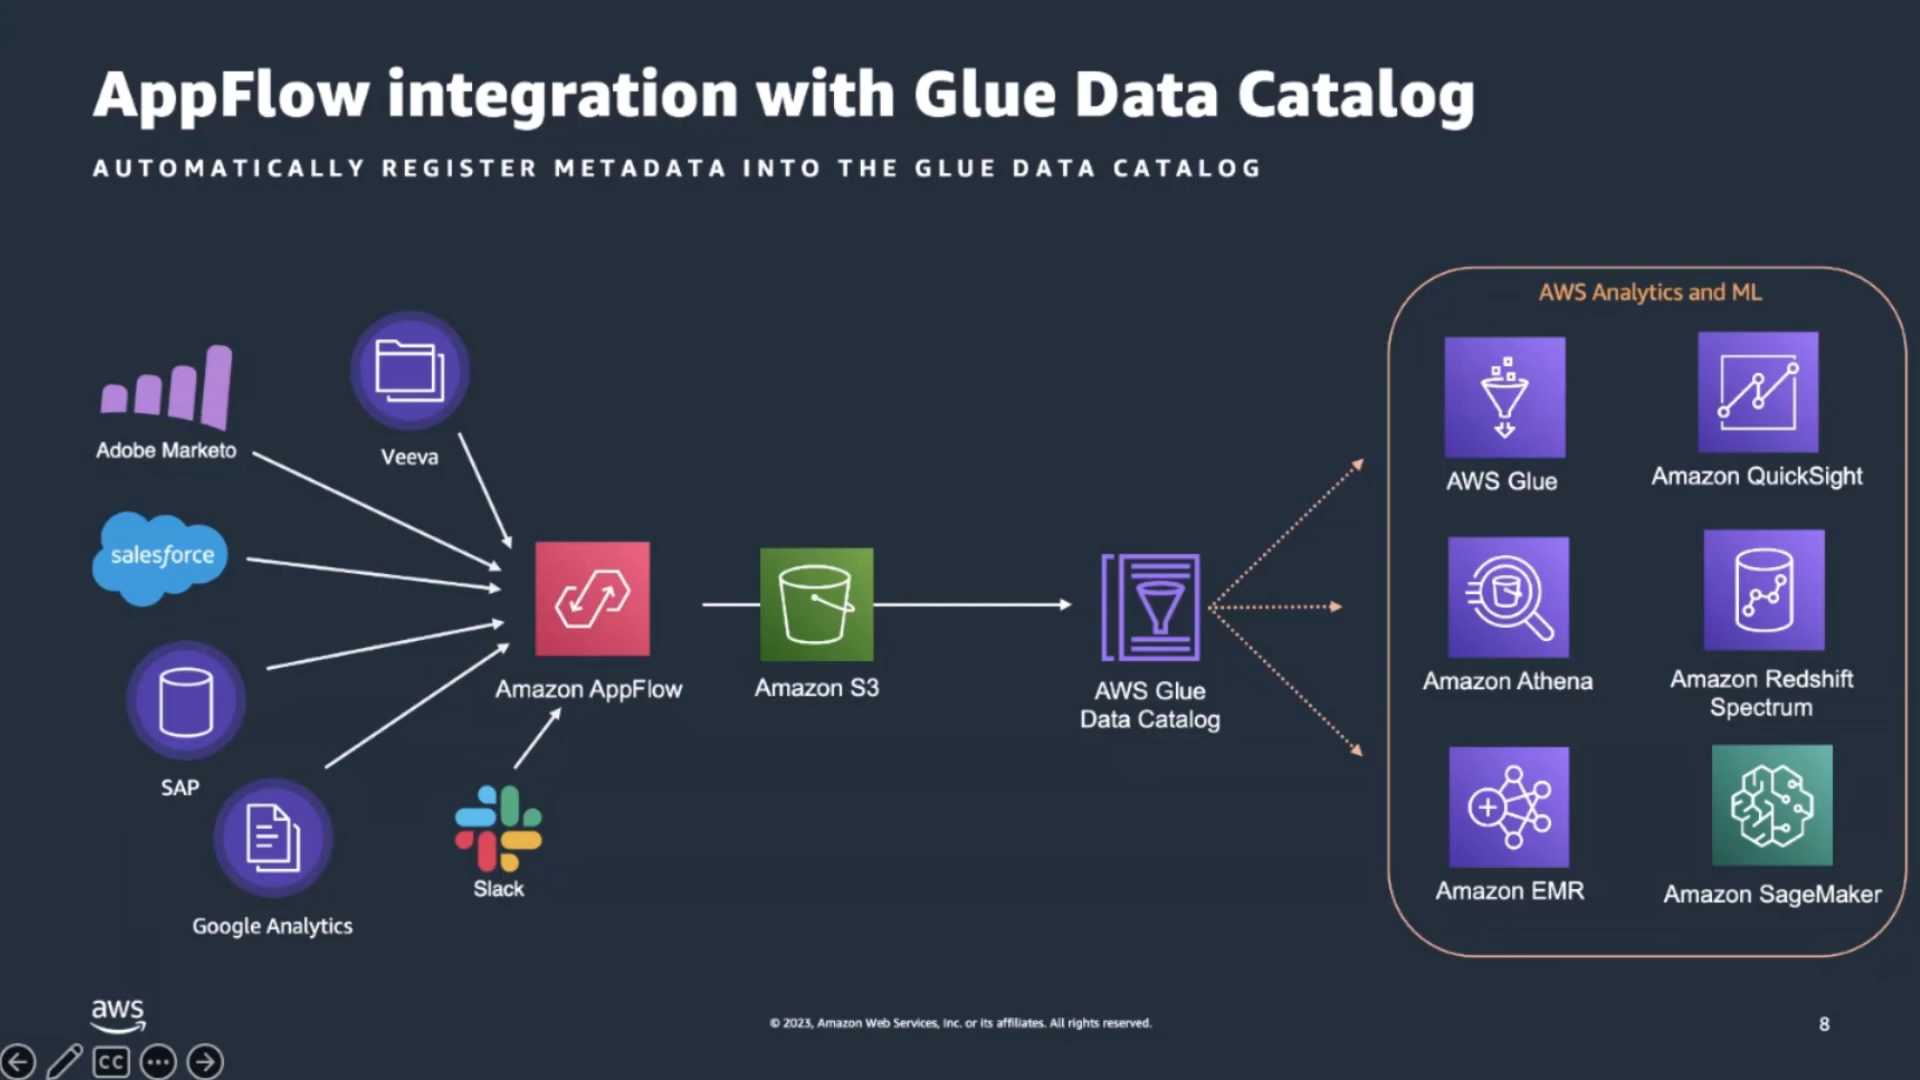 AppFlow integration with Glue Data Catalog
AUTOMATICALLY REGISTER METADATA INTO THE GLUE DATA CATALOG
Adobe Marketo
Veeva
salesforce
SAP
Google Analytics
Slack
Amazon AppFlow
Amazon S3
AWS Glue
Data Catalog
AWS Analytics and ML
AWS Glue
Amazon QuickSight
Amazon Athena
Amazon Redshift
Spectrum
Amazon EMR
Amazon SageMaker
aws
© 2023, Amazon Web Services, Inc. or its affiliates. All rights reserved.
8
CC